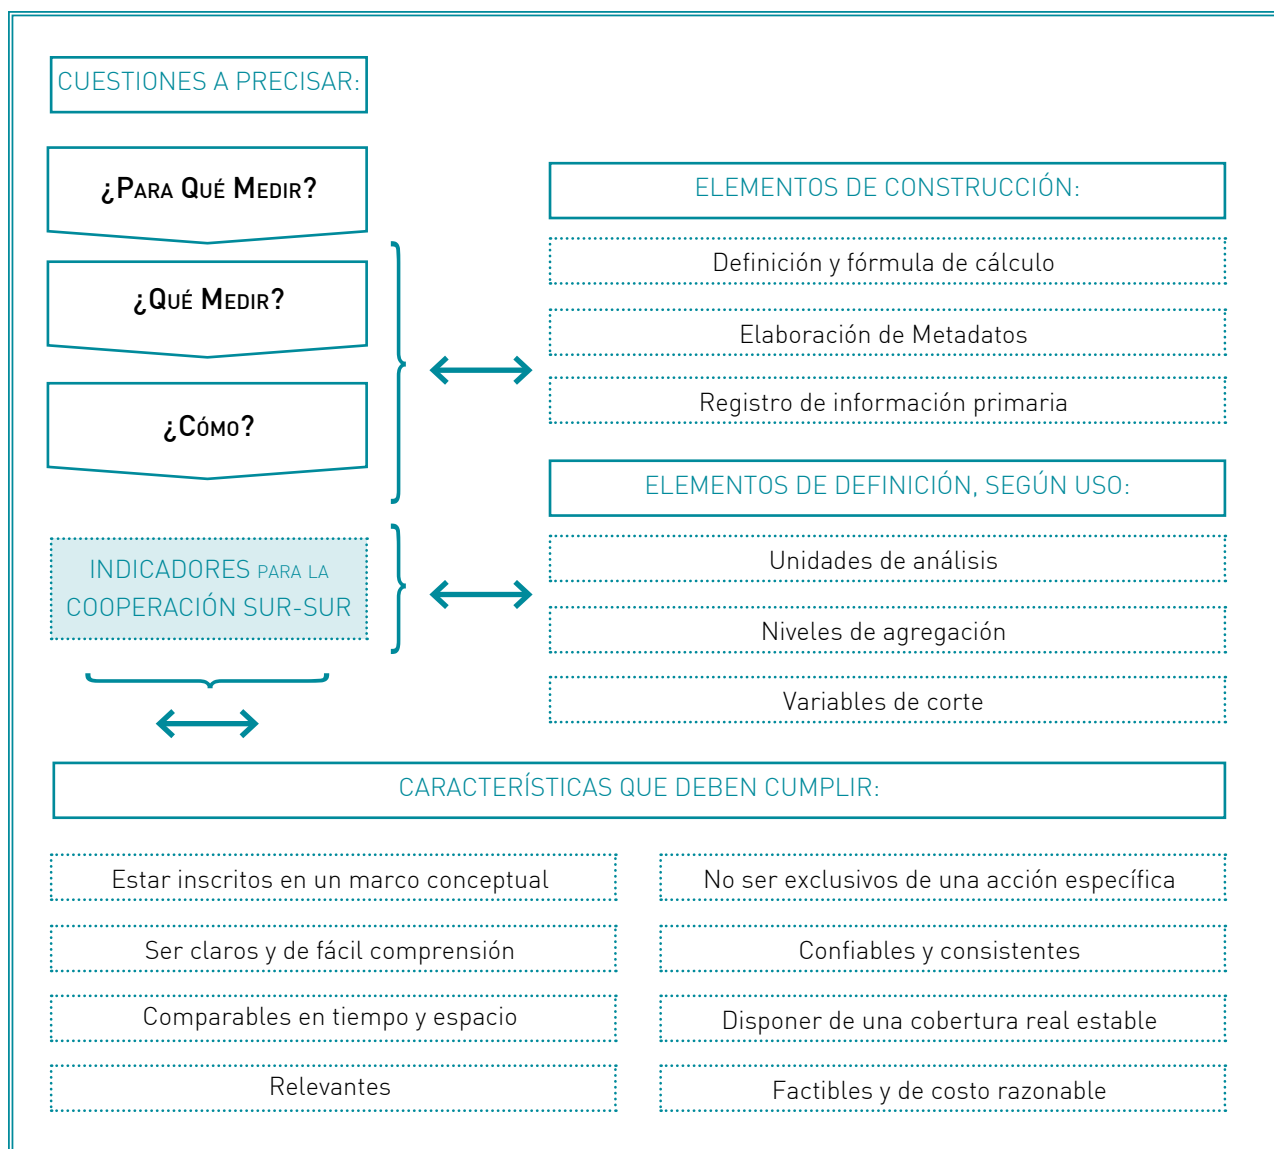 CUESTIONES A PRECISAR:
¿Para Qué Medir?
¿Qué Medir?
¿Cómo?
INDICADORES PARA LA
COOPERACIÓN SUR-SUR
ELEMENTOS DE CONSTRUCCIÓN:
Definición y fórmula de cálculo
Elaboración de Metadatos
Registro de información primaria
ELEMENTOS DE DEFINICIÓN, SEGÚN USO:
Unidades de análisis
Niveles de agregación
Variables de corte
CARACTERÍSTICAS QUE DEBEN CUMPLIR:
Estar inscritos en un marco conceptual
Ser claros y de fácil comprensión
Comparables en tiempo y espacio
Relevantes
No ser exclusivos de una acción específica
Confiables y consistentes
Disponer de una cobertura real estable
Factibles y de costo razonable